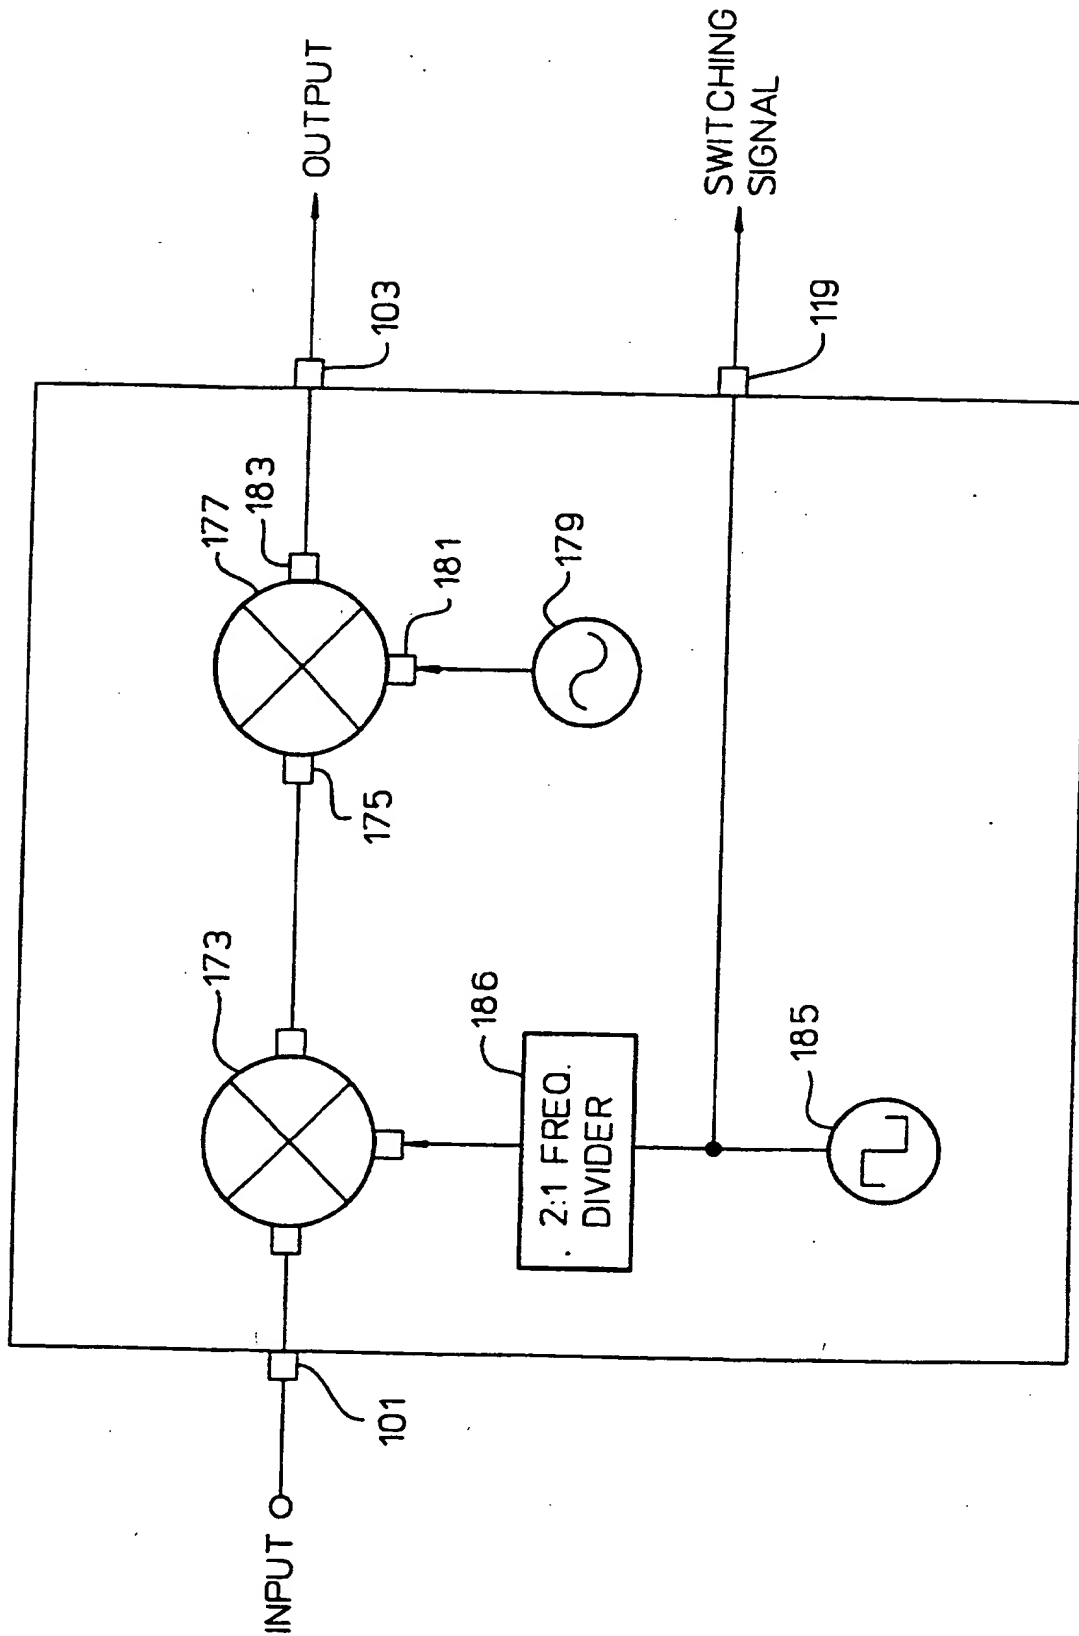 INPUT
101
173
175
177
183
181
179
103
OUTPUT
186
2:1 FREQ.
DIVIDER
185
119
SWITCHING
SIGNAL